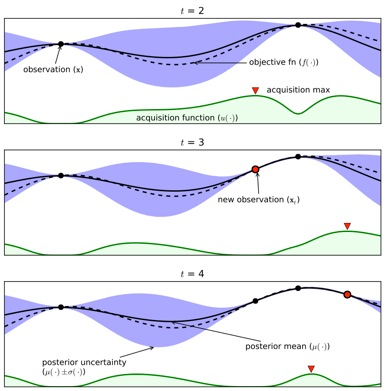 t = 2
observation (x)
objective fn (f(·))
acquisition max
acquisition function (u(·))
t = 3
new observation (xₜ)
t = 4
posterior mean (μ(·))
posterior uncertainty
(μ(·) ± σ(·))